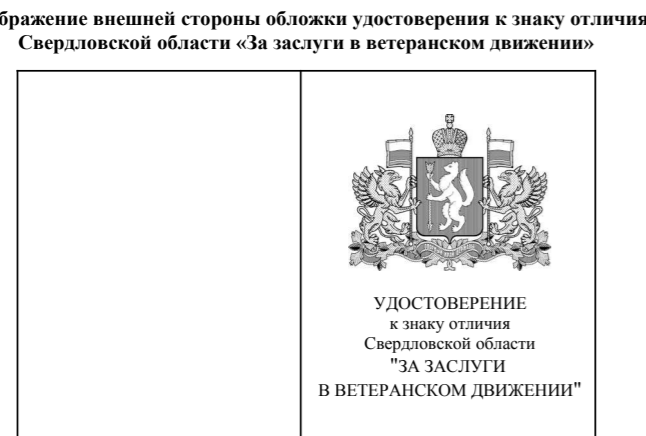 бражение внешней стороны обложки удостоверения к знаку отличия
Свердловской области «За заслуги в ветеранском движении»
УДОСТОВЕРЕНИЕ
к знаку отличия
Свердловской области
"ЗА ЗАСЛУГИ
В ВЕТЕРАНСКОМ ДВИЖЕНИИ"